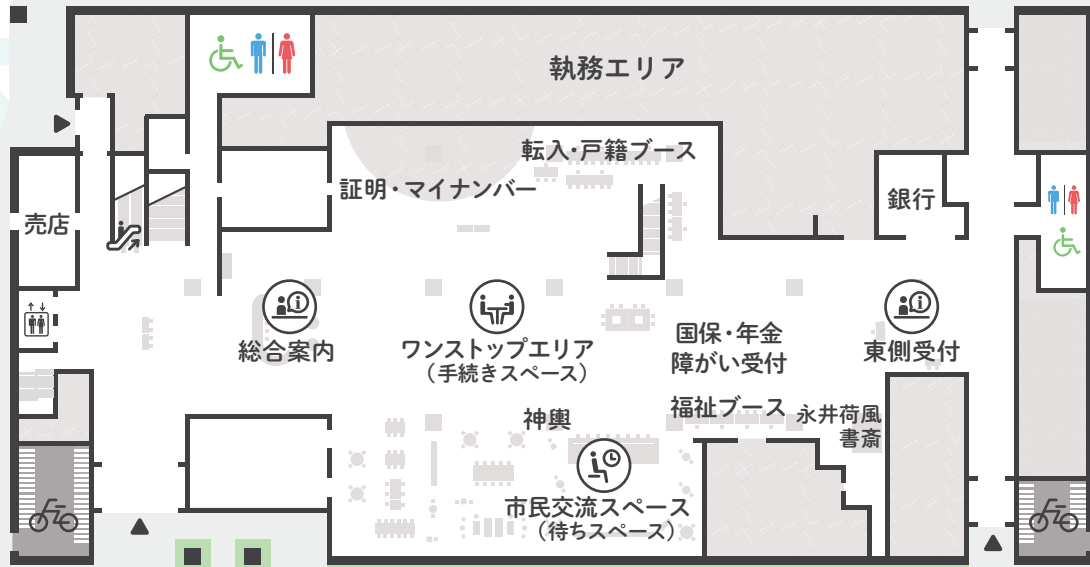 執務エリア
転入・戸籍ブース
証明・マイナンバー
銀行
売店
総合案内
ワンストップエリア
（手続きスペース）
国保・年金
障がい受付
東側受付
福祉ブース
永井荷風
書斎
神輿
市民交流スペース
（待ちスペース）